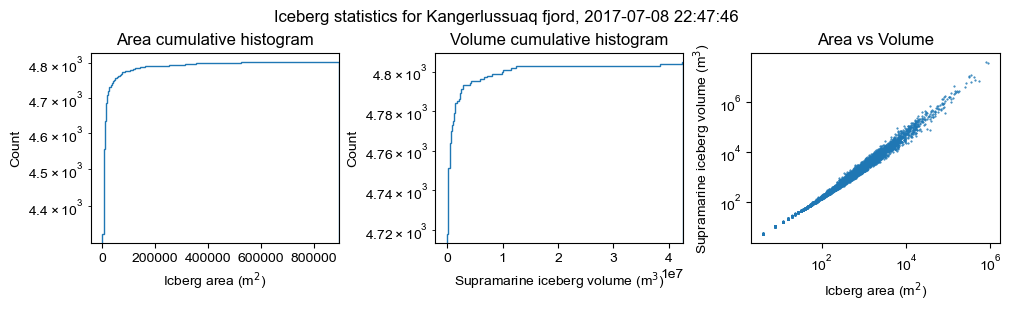 Iceberg statistics for Kangerlussuaq fjord, 2017-07-08 22:47:46
Area cumulative histogram
Count
4.8 × 10³
4.7 × 10³
4.6 × 10³
4.5 × 10³
4.4 × 10³
0 200000 400000 600000 800000
Icberg area (m²)
Volume cumulative histogram
Count
4.8 × 10³
4.78 × 10³
4.76 × 10³
4.74 × 10³
4.72 × 10³
0 1 2 3 4
1e7
Supramarine iceberg volume (m³)
Area vs Volume
Supramarine iceberg volume (m³)
10⁶
10⁴
10²
10² 10⁴ 10⁶
Icberg area (m²)